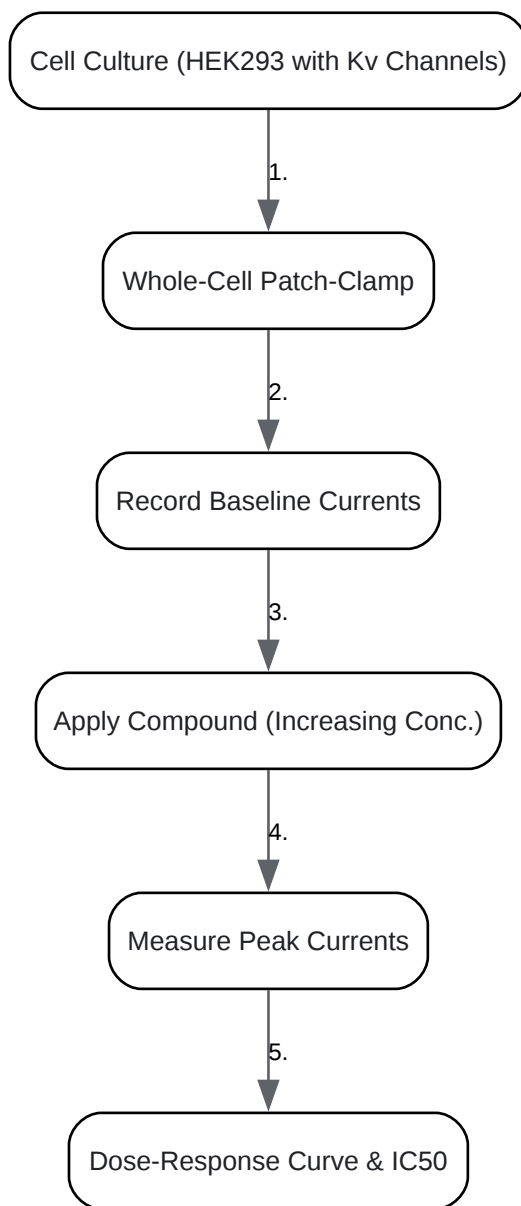 Cell Culture (HEK293 with Kv Channels)
1.
Whole-Cell Patch-Clamp
2.
Record Baseline Currents
3.
Apply Compound (Increasing Conc.)
4.
Measure Peak Currents
5.
Dose-Response Curve & IC50